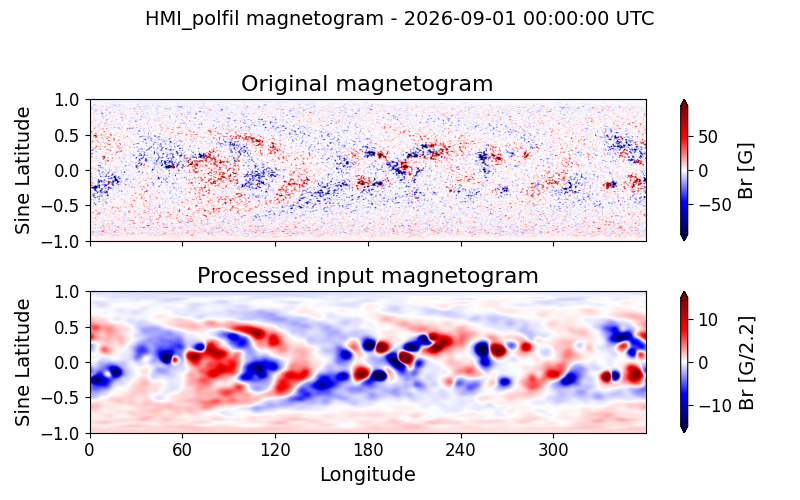 HMI_polfil magnetogram - 2026-09-01 00:00:00 UTC
Original magnetogram
1.0
0.5
0.0
−0.5
−1.0
Sine Latitude
50
0
−50
Br [G]
Processed input magnetogram
1.0
0.5
0.0
−0.5
−1.0
Sine Latitude
0
60
120
180
240
300
Longitude
10
0
−10
Br [G/2.2]